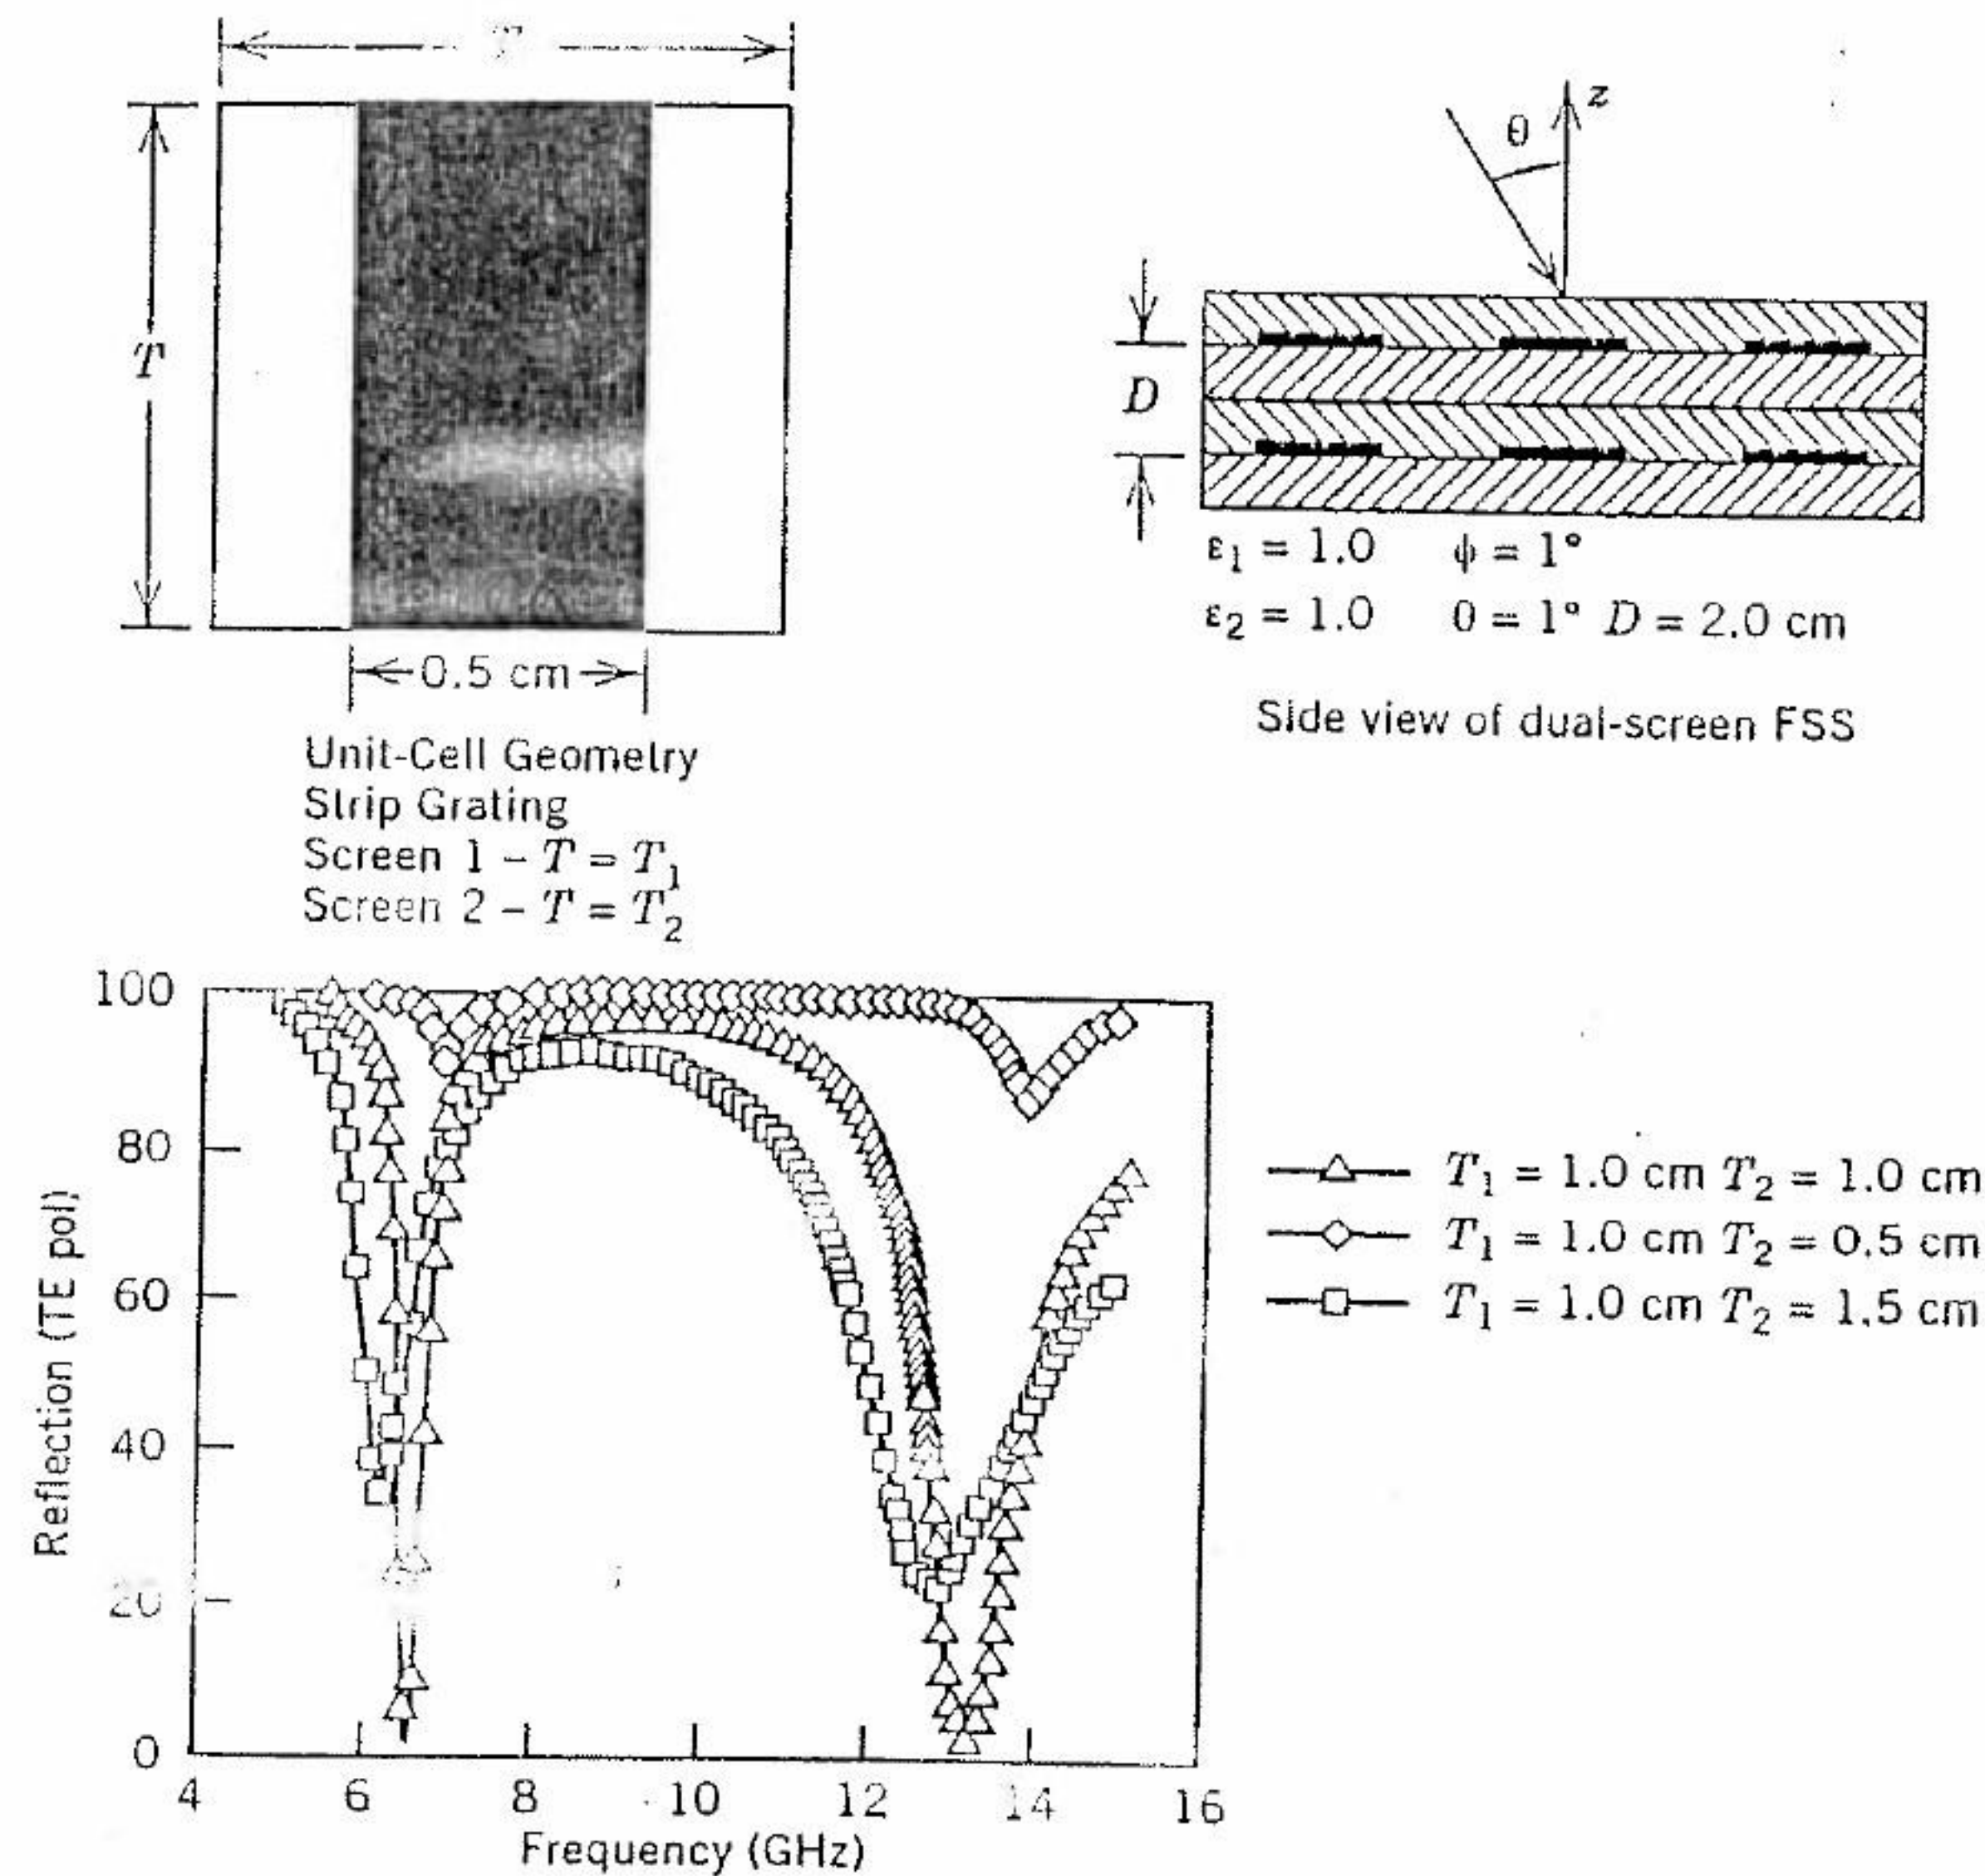 T
θ
z
D
ε₁ = 1.0 ϕ = 1°
ε₂ = 1.0 θ = 1° D = 2.0 cm
Side view of dual-screen FSS
0.5 cm
Unit-Cell Geometry
Strip Grating
Screen 1 – T = T₁
Screen 2 – T = T₂
100
80
60
40
20
0
Reflection (TE pol)
4 6 8 10 12 14 16
Frequency (GHz)
T₁ = 1.0 cm T₂ = 1.0 cm
T₁ = 1.0 cm T₂ = 0.5 cm
T₁ = 1.0 cm T₂ = 1.5 cm